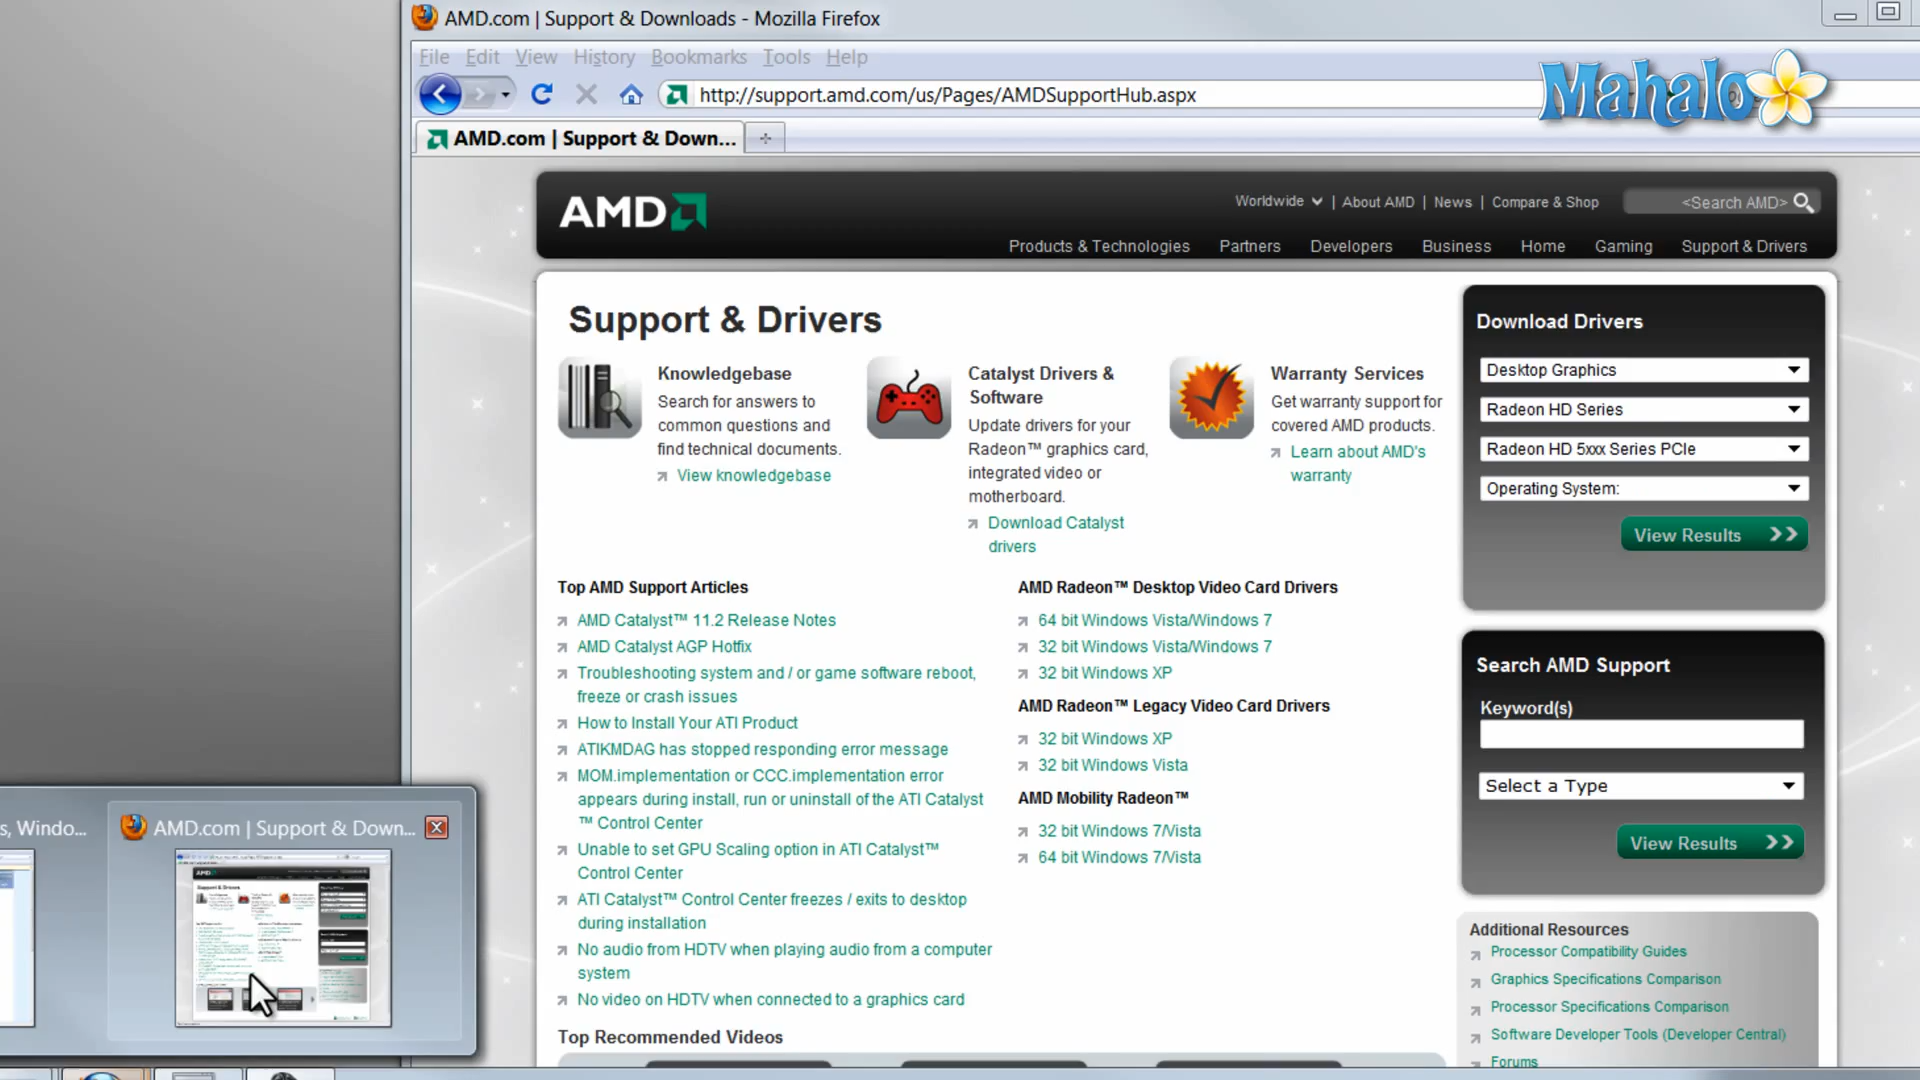 AMD.com | Support & Downloads - Mozilla Firefox
File Edit View History Bookmarks Tools Help
http://support.amd.com/us/Pages/AMDSupportHub.aspx
Mahalo
AMD.com | Support & Down...
AMD
Worldwide | About AMD | News | Compare & Shop
<Search AMD>
Products & Technologies Partners Developers Business Home Gaming Support & Drivers
Support & Drivers
Knowledgebase
Search for answers to
common questions and
find technical documents.
View knowledgebase
Catalyst Drivers &
Software
Update drivers for your
Radeon™ graphics card,
integrated video or
motherboard.
Download Catalyst
drivers
Warranty Services
Get warranty support for
covered AMD products.
Learn about AMD's
warranty
Download Drivers
Desktop Graphics
Radeon HD Series
Radeon HD 5xxx Series PCIe
Operating System:
View Results
Top AMD Support Articles
AMD Catalyst™ 11.2 Release Notes
AMD Catalyst AGP Hotfix
Troubleshooting system and / or game software reboot,
freeze or crash issues
How to Install Your ATI Product
ATIKMDAG has stopped responding error message
MOM.implementation or CCC.implementation error
appears during install, run or uninstall of the ATI Catalyst
™ Control Center
Unable to set GPU Scaling option in ATI Catalyst™
Control Center
ATI Catalyst™ Control Center freezes / exits to desktop
during installation
No audio from HDTV when playing audio from a computer
system
No video on HDTV when connected to a graphics card
AMD Radeon™ Desktop Video Card Drivers
64 bit Windows Vista/Windows 7
32 bit Windows Vista/Windows 7
32 bit Windows XP
AMD Radeon™ Legacy Video Card Drivers
32 bit Windows XP
32 bit Windows Vista
AMD Mobility Radeon™
32 bit Windows 7/Vista
64 bit Windows 7/Vista
Search AMD Support
Keyword(s)
Select a Type
View Results
Additional Resources
Processor Compatibility Guides
Graphics Specifications Comparison
Processor Specifications Comparison
Software Developer Tools (Developer Central)
Forums
Top Recommended Videos
s, Windo...
AMD.com | Support & Down...
AMD
Support & Drivers